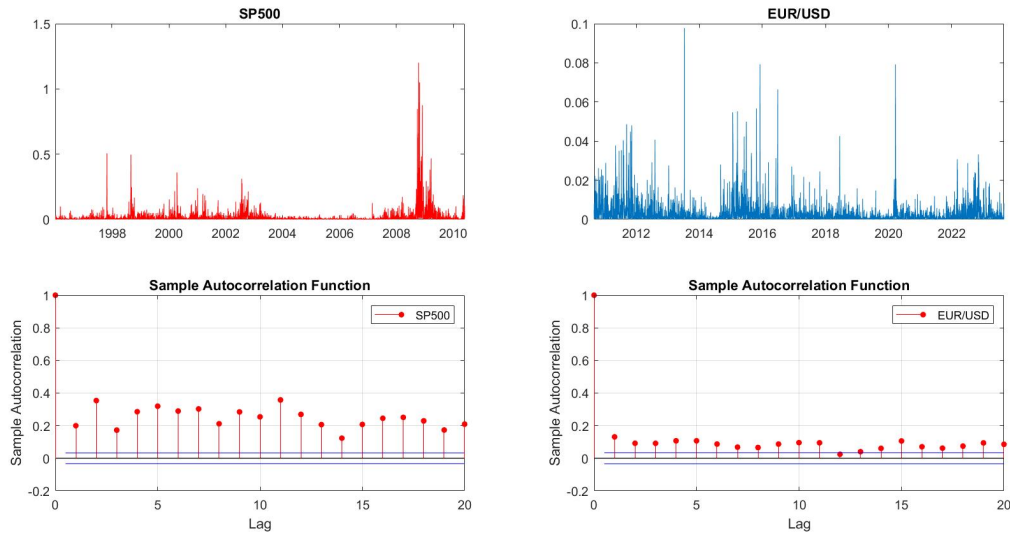 SP500
1.5
1
0.5
0
1998 2000 2002 2004 2006 2008 2010
EUR/USD
0.1
0.08
0.06
0.04
0.02
0
2012 2014 2016 2018 2020 2022
Sample Autocorrelation Function
SP500
Sample Autocorrelation
1
0.8
0.6
0.4
0.2
0
-0.2
0 5 10 15 20
Lag
Sample Autocorrelation Function
EUR/USD
Sample Autocorrelation
1
0.8
0.6
0.4
0.2
0
-0.2
0 5 10 15 20
Lag